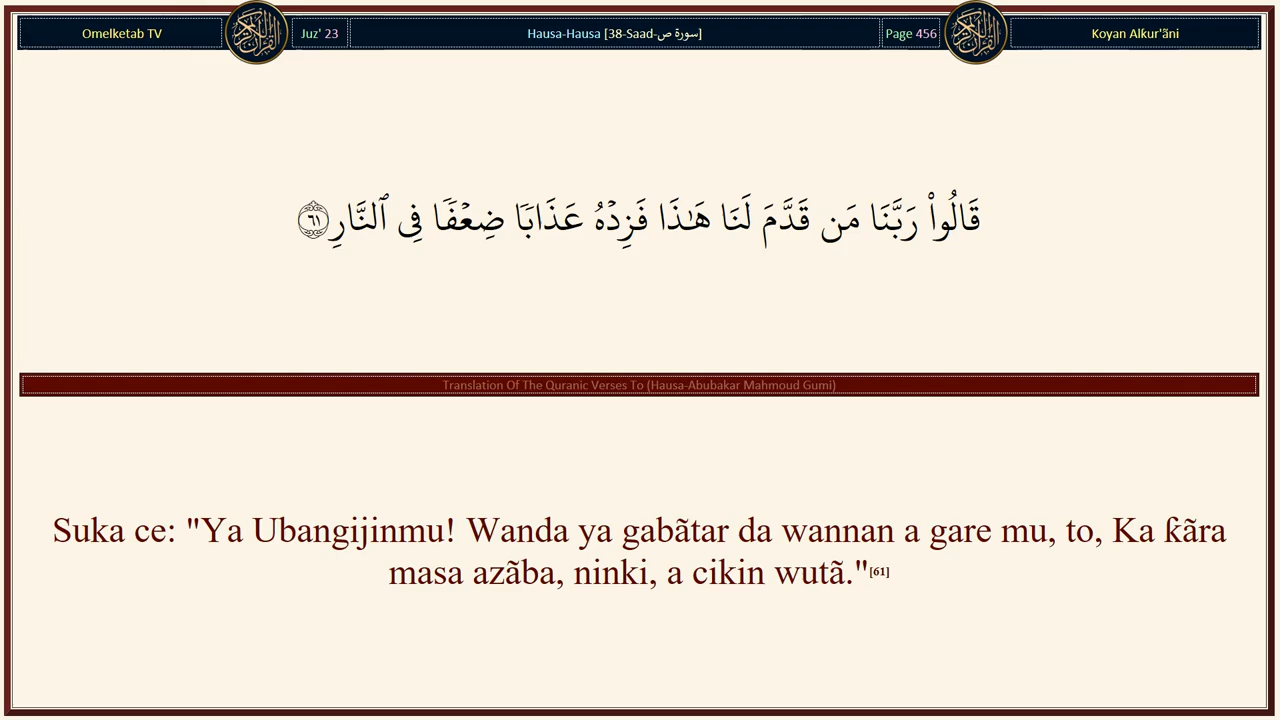 Omelketab TV
Juz' 23
Hausa-Hausa [38-Saad-سورة ص]
Page 456
Koyan Alƙur'ãni
قَالُوا۟ رَبَّنَا مَن قَدَّمَ لَنَا هَـٰذَا فَزِدْهُ عَذَابًا ضِعْفًا فِى ٱلنَّارِ ٦١
Translation Of The Quranic Verses To (Hausa-Abubakar Mahmoud Gumi)
Suka ce: "Ya Ubangijinmu! Wanda ya gabãtar da wannan a gare mu, to, Ka ƙãra
masa azãba, ninki, a cikin wutã."[61]